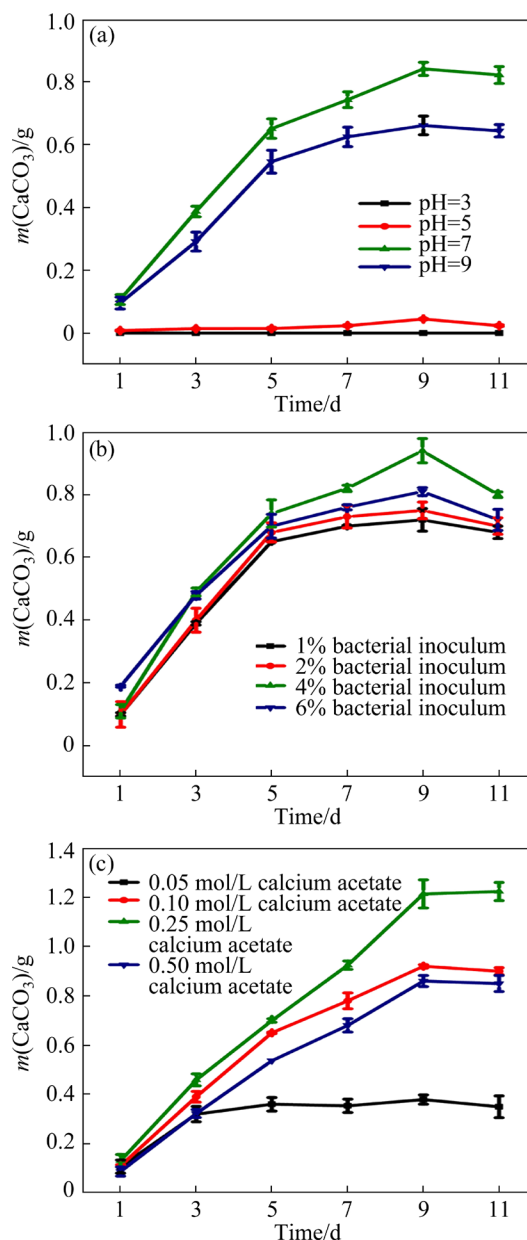 (a)
1.0
0.8
0.6
0.4
0.2
0
m(CaCO3)/g
pH=3
pH=5
pH=7
pH=9
1 3 5 7 9 11
Time/d
(b)
1.0
0.8
0.6
0.4
0.2
0
m(CaCO3)/g
1% bacterial inoculum
2% bacterial inoculum
4% bacterial inoculum
6% bacterial inoculum
1 3 5 7 9 11
Time/d
(c)
1.4
1.2
1.0
0.8
0.6
0.4
0.2
0
m(CaCO3)/g
0.05 mol/L calcium acetate
0.10 mol/L calcium acetate
0.25 mol/L
calcium acetate
0.50 mol/L
calcium acetate
1 3 5 7 9 11
Time/d